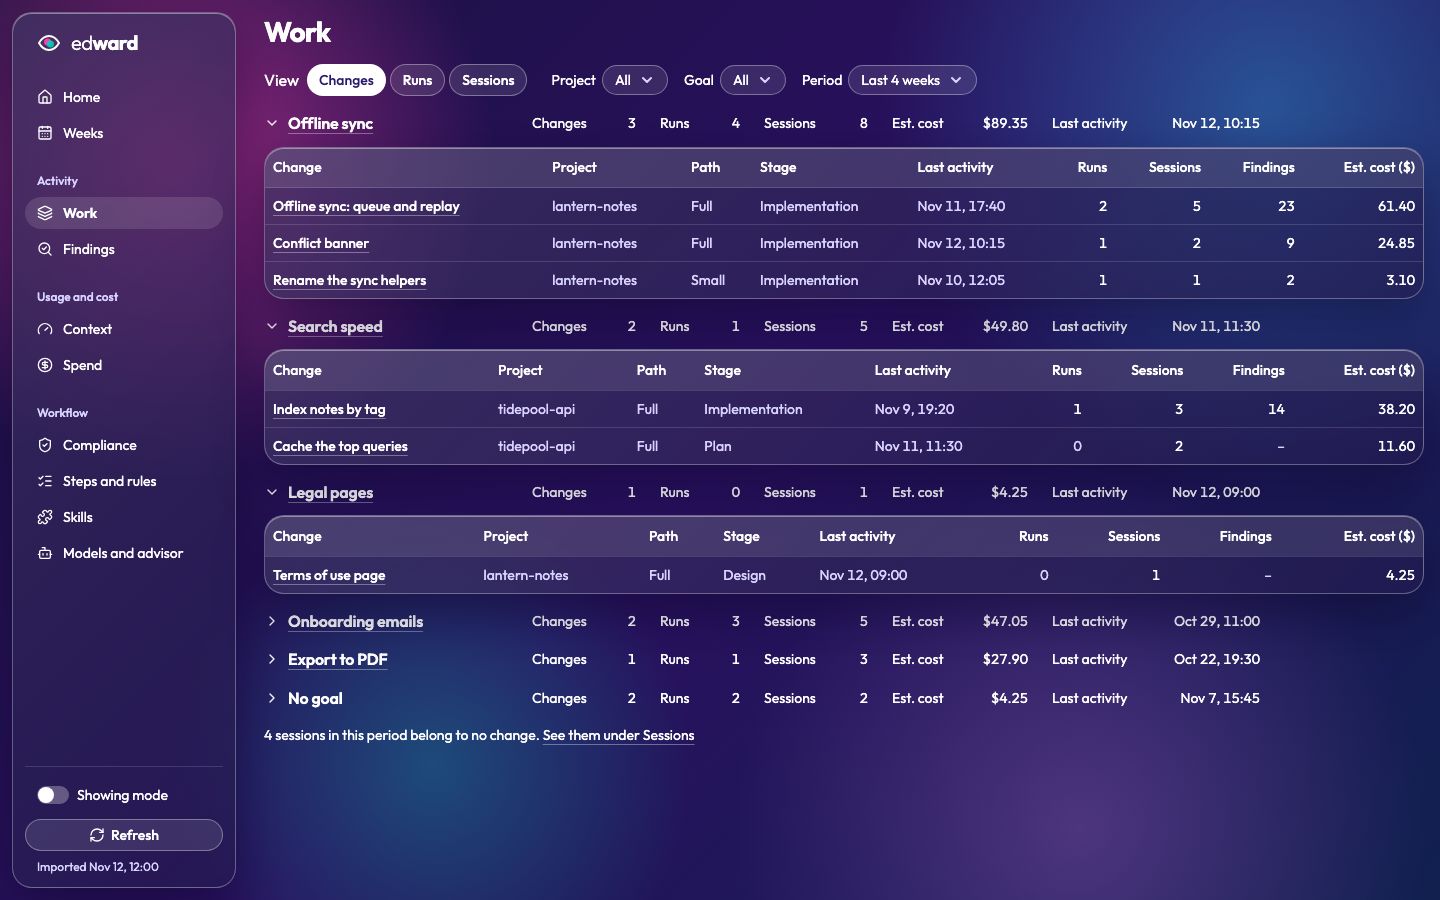 edward
Home
Weeks
Activity
Work
Findings
Usage and cost
Context
Spend
Workflow
Compliance
Steps and rules
Skills
Models and advisor
Showing mode
Refresh
Imported Nov 12, 12:00
Work
View Changes Runs Sessions Project All Goal All Period Last 4 weeks
Offline sync Changes 3 Runs 4 Sessions 8 Est. cost $89.35 Last activity Nov 12, 10:15
Change Project Path Stage Last activity Runs Sessions Findings Est. cost ($)
Offline sync: queue and replay lantern-notes Full Implementation Nov 11, 17:40 2 5 23 61.40
Conflict banner lantern-notes Full Implementation Nov 12, 10:15 1 2 9 24.85
Rename the sync helpers lantern-notes Small Implementation Nov 10, 12:05 1 1 2 3.10
Search speed Changes 2 Runs 1 Sessions 5 Est. cost $49.80 Last activity Nov 11, 11:30
Change Project Path Stage Last activity Runs Sessions Findings Est. cost ($)
Index notes by tag tidepool-api Full Implementation Nov 9, 19:20 1 3 14 38.20
Cache the top queries tidepool-api Full Plan Nov 11, 11:30 0 2 – 11.60
Legal pages Changes 1 Runs 0 Sessions 1 Est. cost $4.25 Last activity Nov 12, 09:00
Change Project Path Stage Last activity Runs Sessions Findings Est. cost ($)
Terms of use page lantern-notes Full Design Nov 12, 09:00 0 1 – 4.25
Onboarding emails Changes 2 Runs 3 Sessions 5 Est. cost $47.05 Last activity Oct 29, 11:00
Export to PDF Changes 1 Runs 1 Sessions 3 Est. cost $27.90 Last activity Oct 22, 19:30
No goal Changes 2 Runs 2 Sessions 2 Est. cost $4.25 Last activity Nov 7, 15:45
4 sessions in this period belong to no change. See them under Sessions